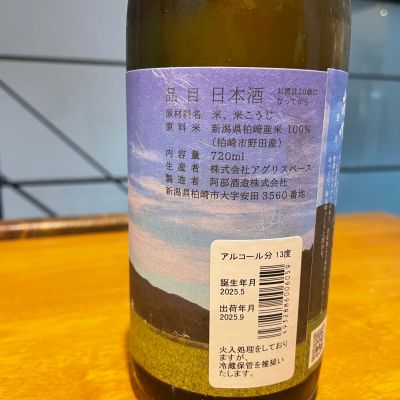 品目 日本酒
お酒は20歳に
なってから
原材料名 米、米こうじ
原料米 新潟県柏崎産米 100%
(柏崎市野田産)
内容量 720ml
生産者 株式会社アグリスペース
製造者 阿部酒造株式会社
新潟県柏崎市大字安田 3560 番地
アルコール分 13度
誕生年月
2025.5
出荷年月
2025.9
4932886006059
火入処理をしており
ますが、
冷蔵保管を推奨い
たします。